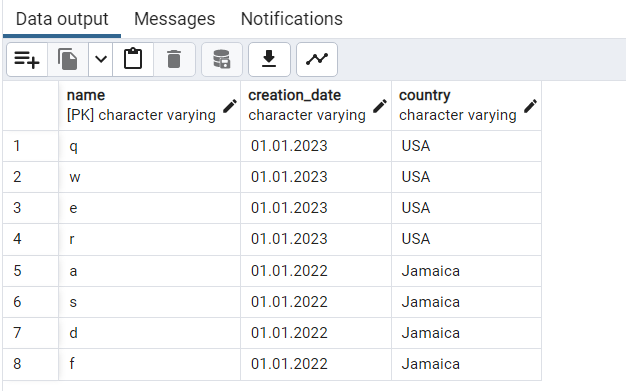 Data output Messages Notifications
name creation_date country
[PK] character varying character varying character varying
1 q 01.01.2023 USA
2 w 01.01.2023 USA
3 e 01.01.2023 USA
4 r 01.01.2023 USA
5 a 01.01.2022 Jamaica
6 s 01.01.2022 Jamaica
7 d 01.01.2022 Jamaica
8 f 01.01.2022 Jamaica